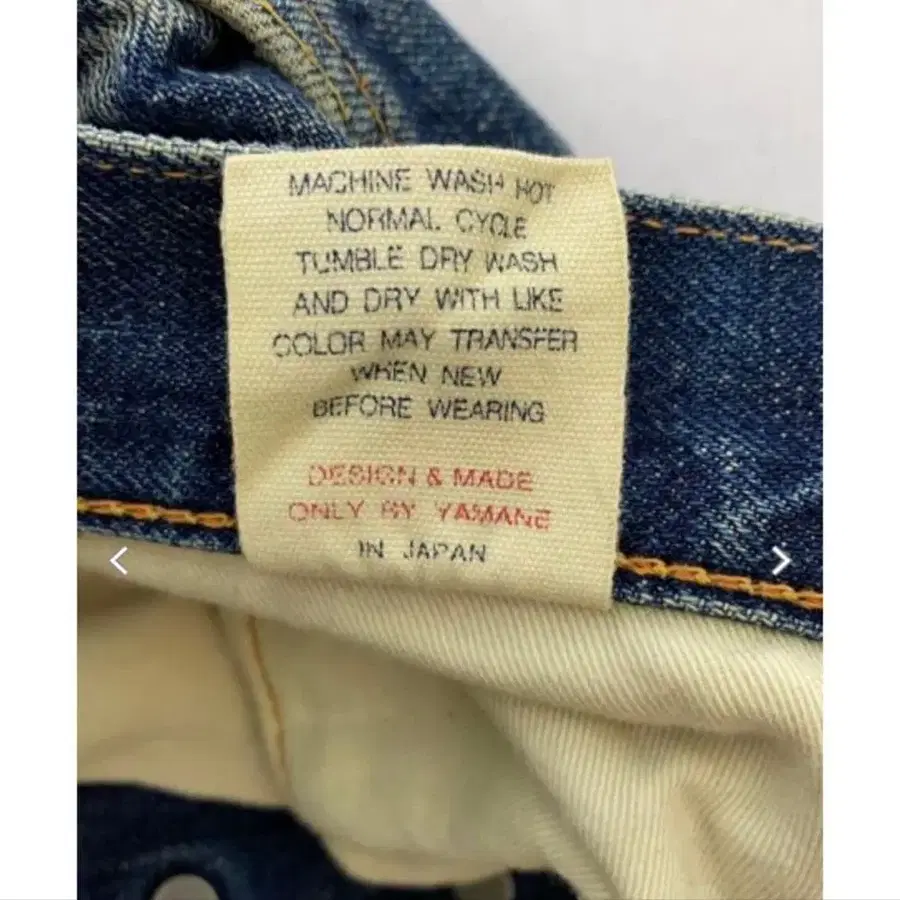 MACHINE WASH HOT
NORMAL CYCLE
TUMBLE DRY WASH
AND DRY WITH LIKE
COLOR MAY TRANSFER
WHEN NEW
BEFORE WEARING
DESIGN & MADE
ONLY BY YAMANE
IN JAPAN